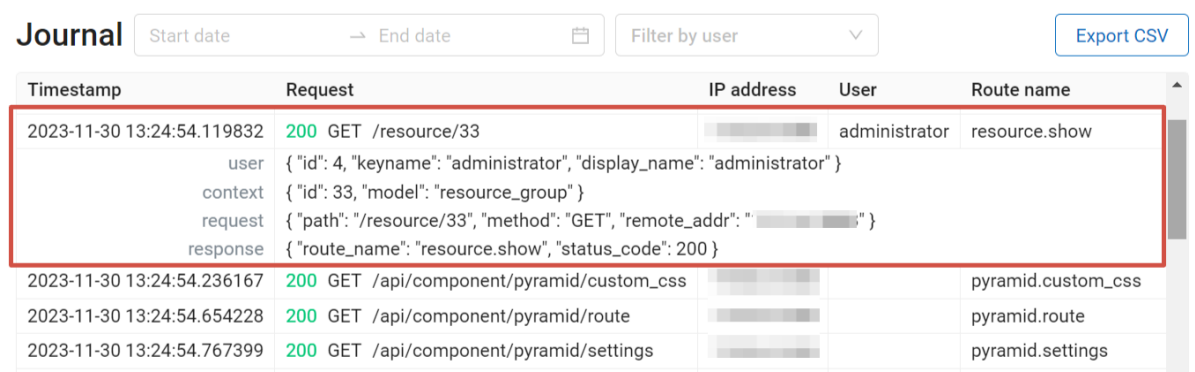 Journal Start date → End date Filter by user Export CSV
Timestamp Request IP address User Route name
2023-11-30 13:24:54.119832 200 GET /resource/33 administrator resource.show
user { "id": 4, "keyname": "administrator", "display_name": "administrator" }
context { "id": 33, "model": "resource_group" }
request { "path": "/resource/33", "method": "GET", "remote_addr": " " }
response { "route_name": "resource.show", "status_code": 200 }
2023-11-30 13:24:54.236167 200 GET /api/component/pyramid/custom_css pyramid.custom_css
2023-11-30 13:24:54.654228 200 GET /api/component/pyramid/route pyramid.route
2023-11-30 13:24:54.767399 200 GET /api/component/pyramid/settings pyramid.settings